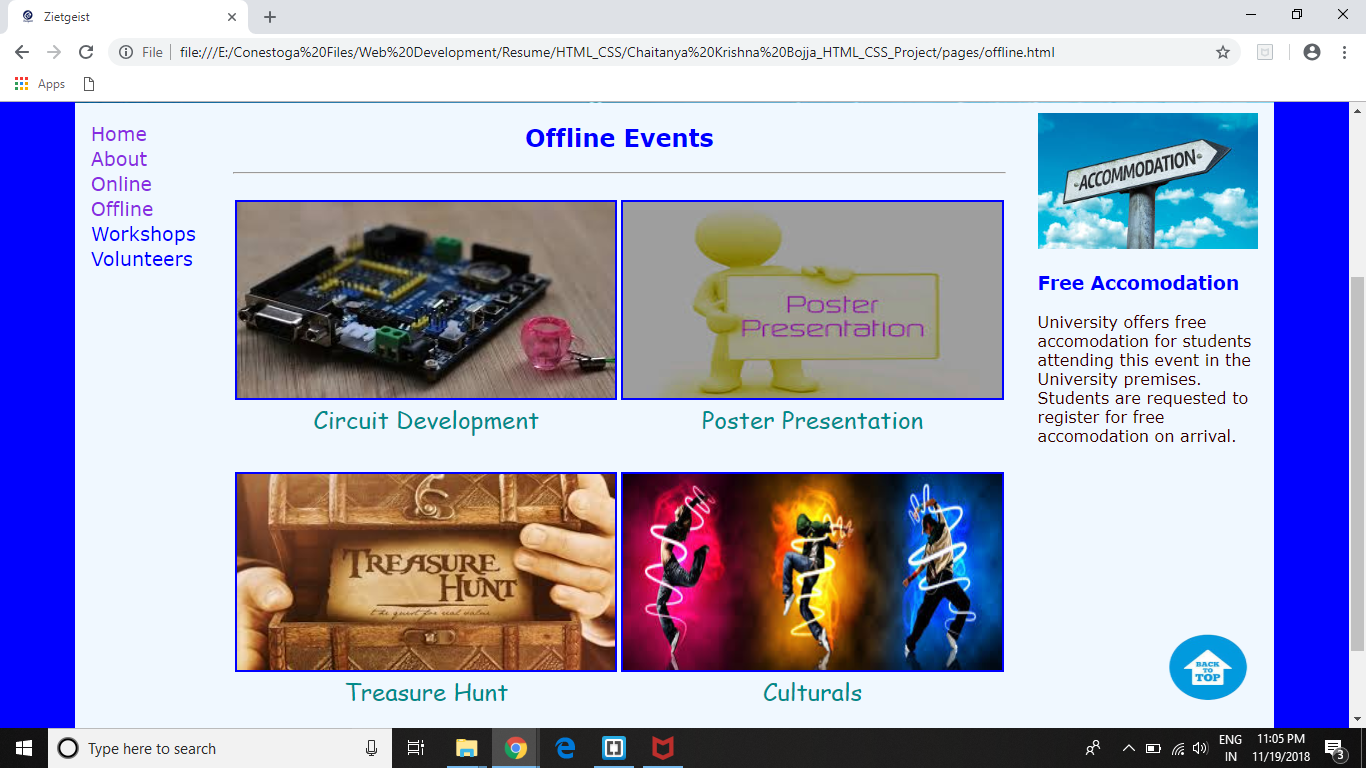 Zietgeist
File
file:///E:/Conestoga%20Files/Web%20Development/Resume/HTML_CSS/Chaitanya%20Krishna%20Bojja_HTML_CSS_Project/pages/offline.html
Apps
Home
About
Online
Offline
Workshops
Volunteers
Offline Events
Poster
Presentation
Circuit Development
Poster Presentation
TREASURE
HUNT
the quest for real value
Treasure Hunt
Culturals
ACCOMMODATION
Free Accomodation
University offers free
accomodation for students
attending this event in the
University premises.
Students are requested to
register for free
accomodation on arrival.
BACK
TO
TOP
Type here to search
ENG
IN
11:05 PM
11/19/2018
3